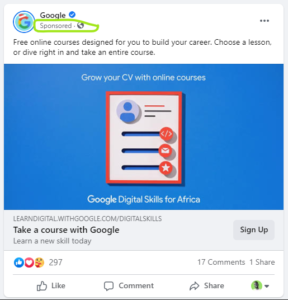 Google
Sponsored ·
Free online courses designed for you to build your career. Choose a lesson,
or dive right in and take an entire course.
Grow your CV with online courses
Google Digital Skills for Africa
LEARNDIGITAL.WITHGOOGLE.COM/DIGITALSKILLS
Take a course with Google
Learn a new skill today
Sign Up
297
17 Comments 1 Share
Like
Comment
Share